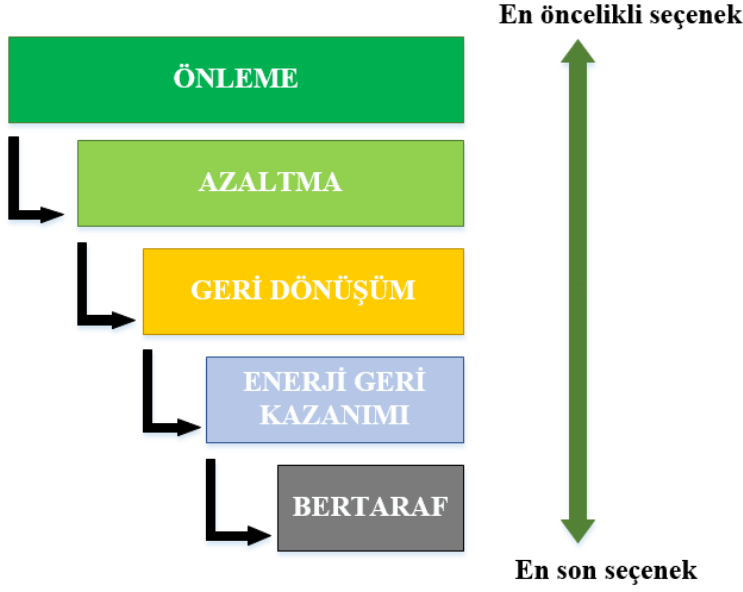 En öncelikli seçenek
ÖNLEME
AZALTMA
GERİ DÖNÜŞÜM
ENERJİ GERİ
KAZANIMI
BERTARAF
En son seçenek